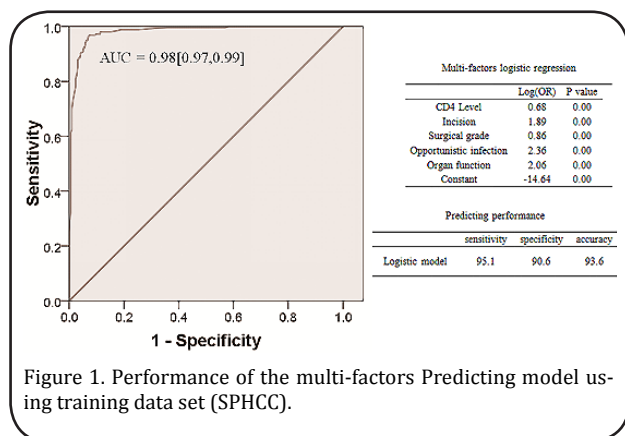 1.0
0.8
0.6
0.4
0.2
0.0
Sensitivity
AUC = 0.98[0.97,0.99]
0.0 0.2 0.4 0.6 0.8 1.0
1 - Specificity
Multi-factors logistic regression
Log(OR) P value
CD4 Level 0.68 0.00
Incision 1.89 0.00
Surgical grade 0.86 0.00
Opportunistic infection 2.36 0.00
Organ function 2.06 0.00
Constant -14.64 0.00
Predicting performance
sensitivity specificity accuracy
Logistic model 95.1 90.6 93.6
Figure 1. Performance of the multi-factors Predicting model us-
ing training data set (SPHCC).